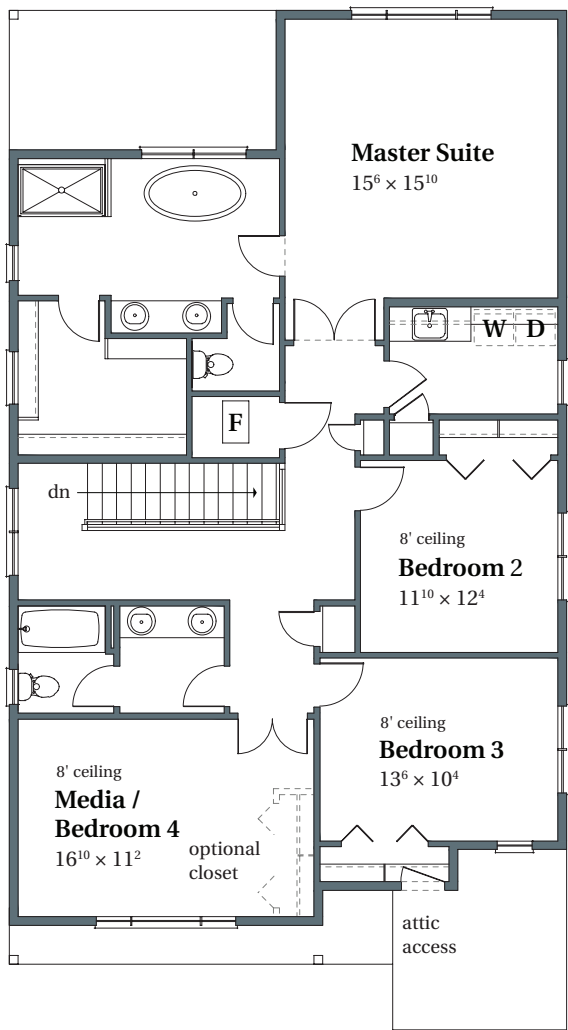 Master Suite
15⁶ × 15¹⁰
W D
F
dn
8' ceiling
Bedroom 2
11¹⁰ × 12⁴
8' ceiling
Bedroom 3
13⁶ × 10⁴
8' ceiling
Media /
Bedroom 4
16¹⁰ × 11²
optional
closet
attic
access